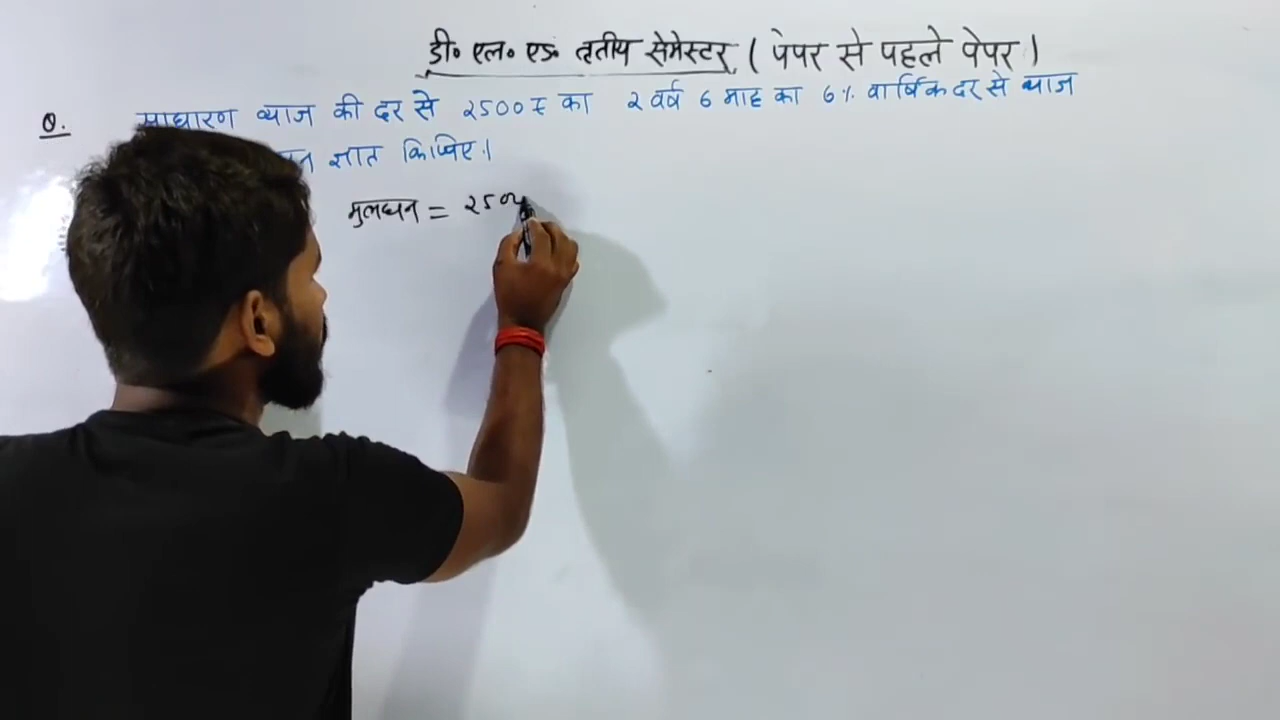 डी० एल० एड० तृतीय सेमेस्टर ( पेपर से पहले पेपर )
Q. साधारण व्याज की दर से 2500 ₹ का 2 वर्ष 6 माह का 6% वार्षिक दर से व्याज
ज्ञात किजिए।
मुलधन = 250